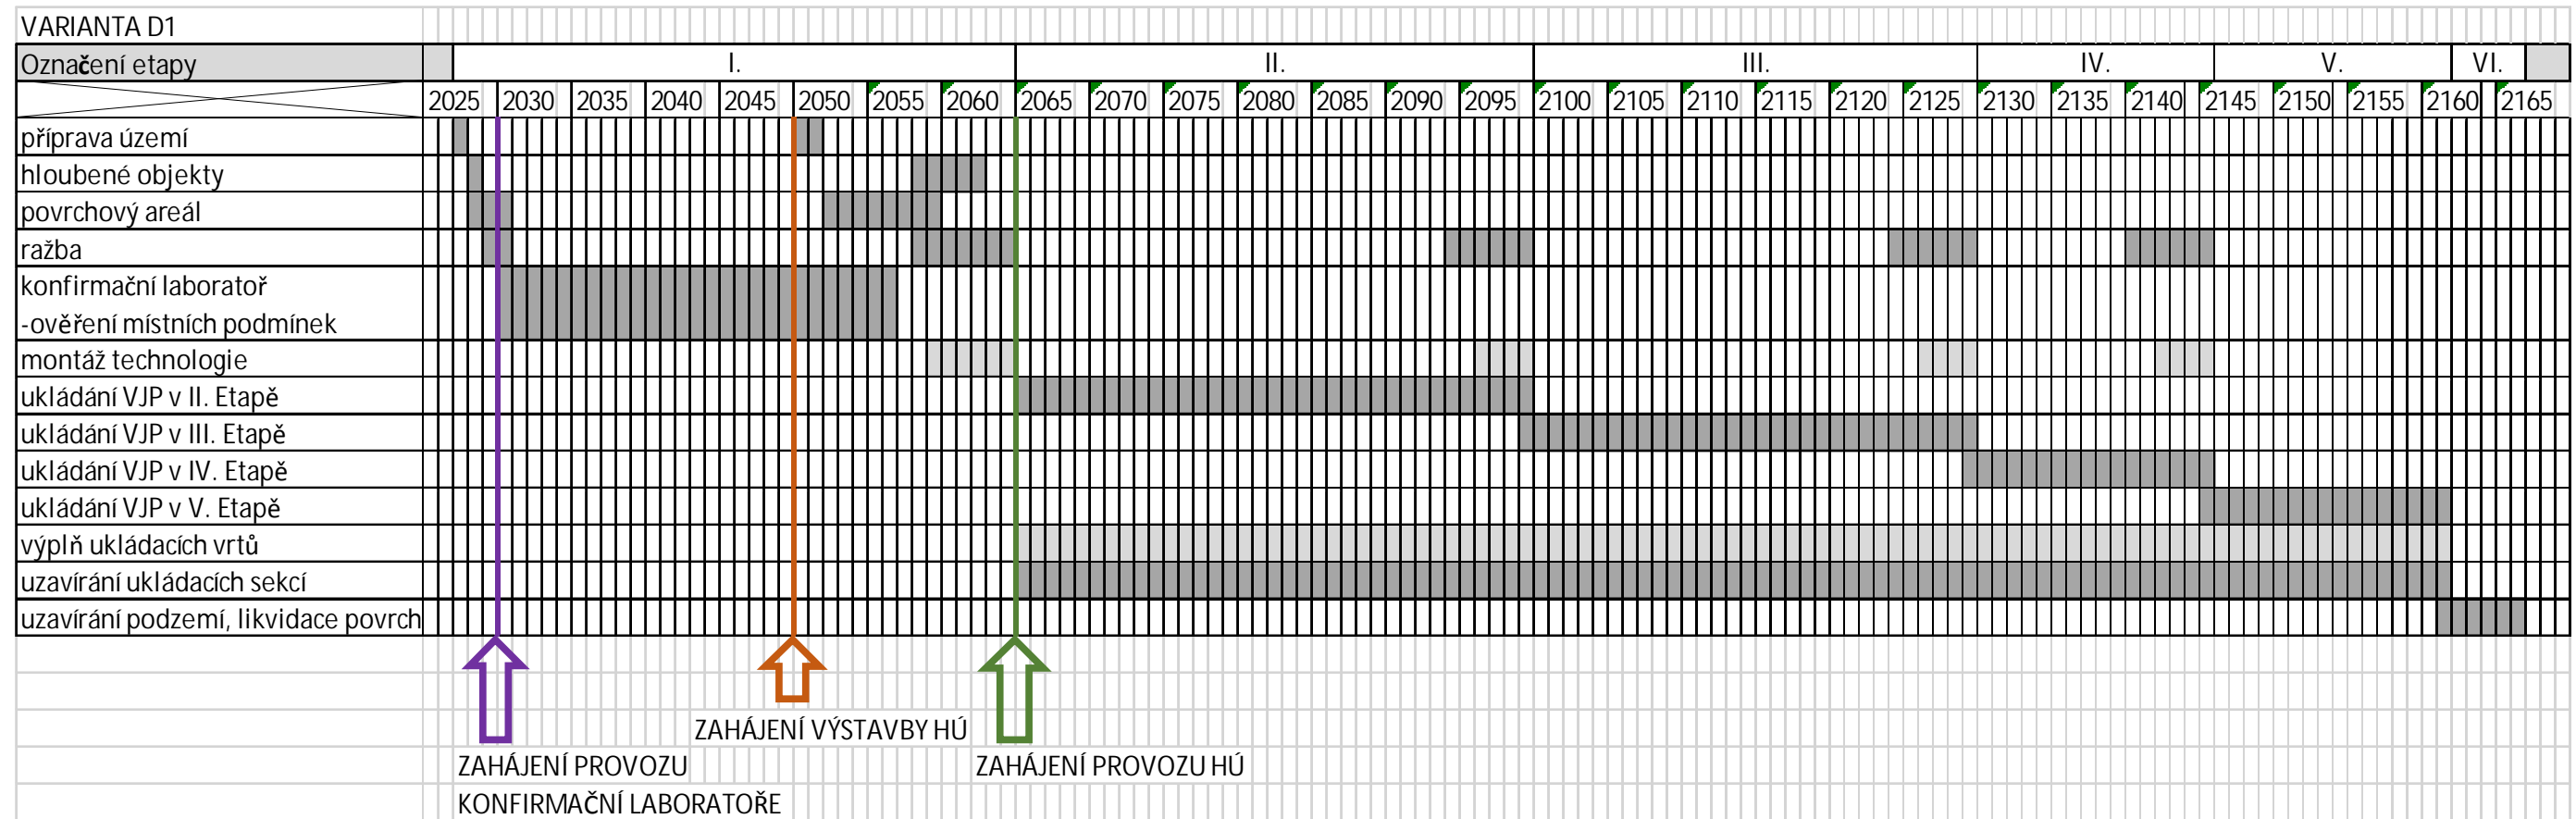 VARIANTA D1
Označení etapy I. II. III. IV. V. VI.
2025 2030 2035 2040 2045 2050 2055 2060 2065 2070 2075 2080 2085 2090 2095 2100 2105 2110 2115 2120 2125 2130 2135 2140 2145 2150 2155 2160 2165
příprava území
hloubené objekty
povrchový areál
ražba
konfirmační laboratoř
-ověření místních podmínek
montáž technologie
ukládání VJP v II. Etapě
ukládání VJP v III. Etapě
ukládání VJP v IV. Etapě
ukládání VJP v V. Etapě
výplň ukládacích vrtů
uzavírání ukládacích sekcí
uzavírání podzemí, likvidace povrch
ZAHÁJENÍ VÝSTAVBY HÚ
ZAHÁJENÍ PROVOZU
KONFIRMAČNÍ LABORATOŘE
ZAHÁJENÍ PROVOZU HÚ